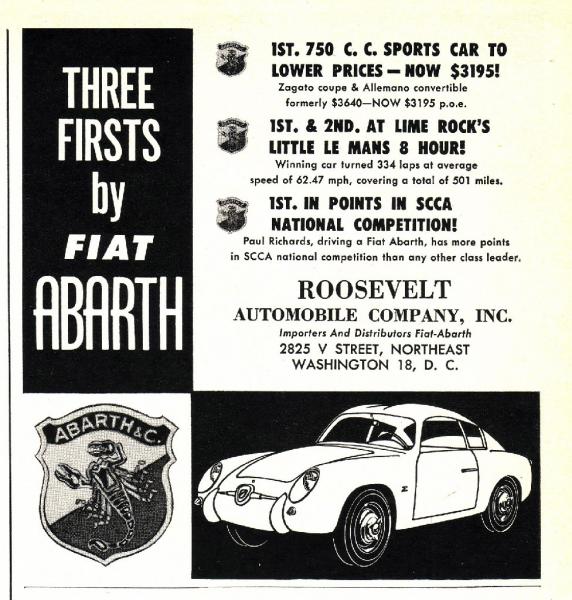 THREE
FIRSTS
by
FIAT
ABARTH
1ST. 750 C. C. SPORTS CAR TO
LOWER PRICES — NOW $3195!
Zagato coupe & Allemano convertible
formerly $3640—NOW $3195 p.o.e.
1ST. & 2ND. AT LIME ROCK'S
LITTLE LE MANS 8 HOUR!
Winning car turned 334 laps at average
speed of 62.47 mph, covering a total of 501 miles.
1ST. IN POINTS IN SCCA
NATIONAL COMPETITION!
Paul Richards, driving a Fiat Abarth, has more points
in SCCA national competition than any other class leader.
ROOSEVELT
AUTOMOBILE COMPANY, INC.
Importers And Distributors Fiat-Abarth
2825 V STREET, NORTHEAST
WASHINGTON 18, D. C.
ABARTH & C.